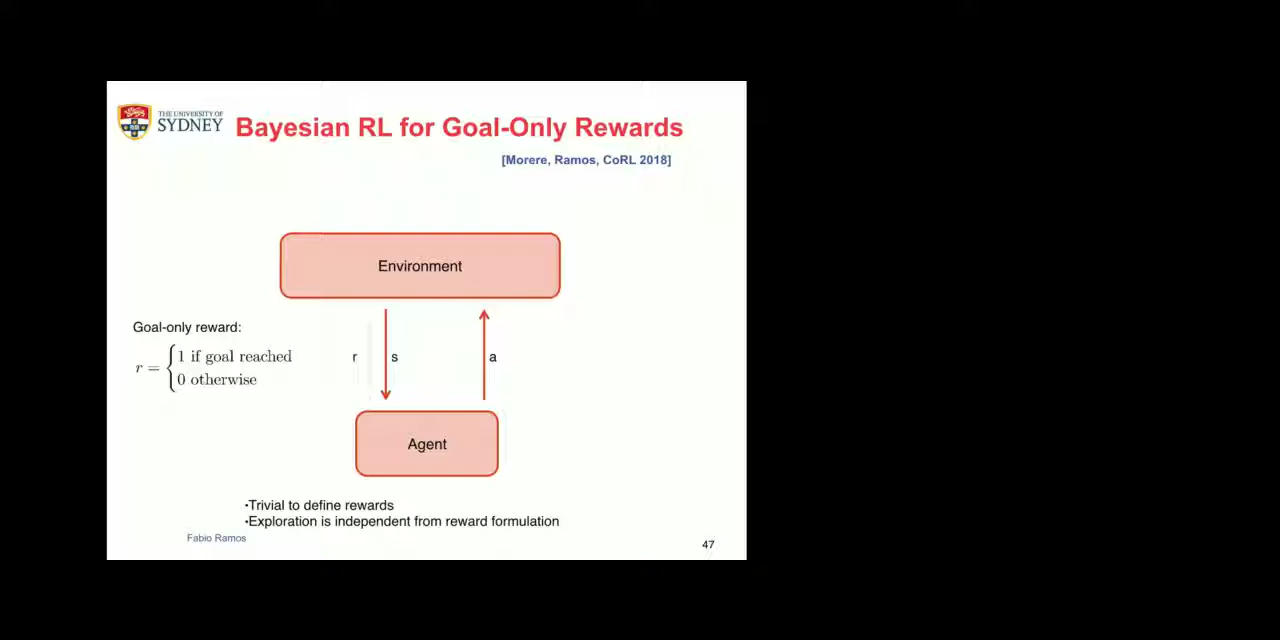 THE UNIVERSITY OF
SYDNEY
Bayesian RL for Goal-Only Rewards
[Morere, Ramos, CoRL 2018]
Environment
Goal-only reward:
r = { 1 if goal reached
0 otherwise
r
s
a
Agent
•Trivial to define rewards
•Exploration is independent from reward formulation
Fabio Ramos
47